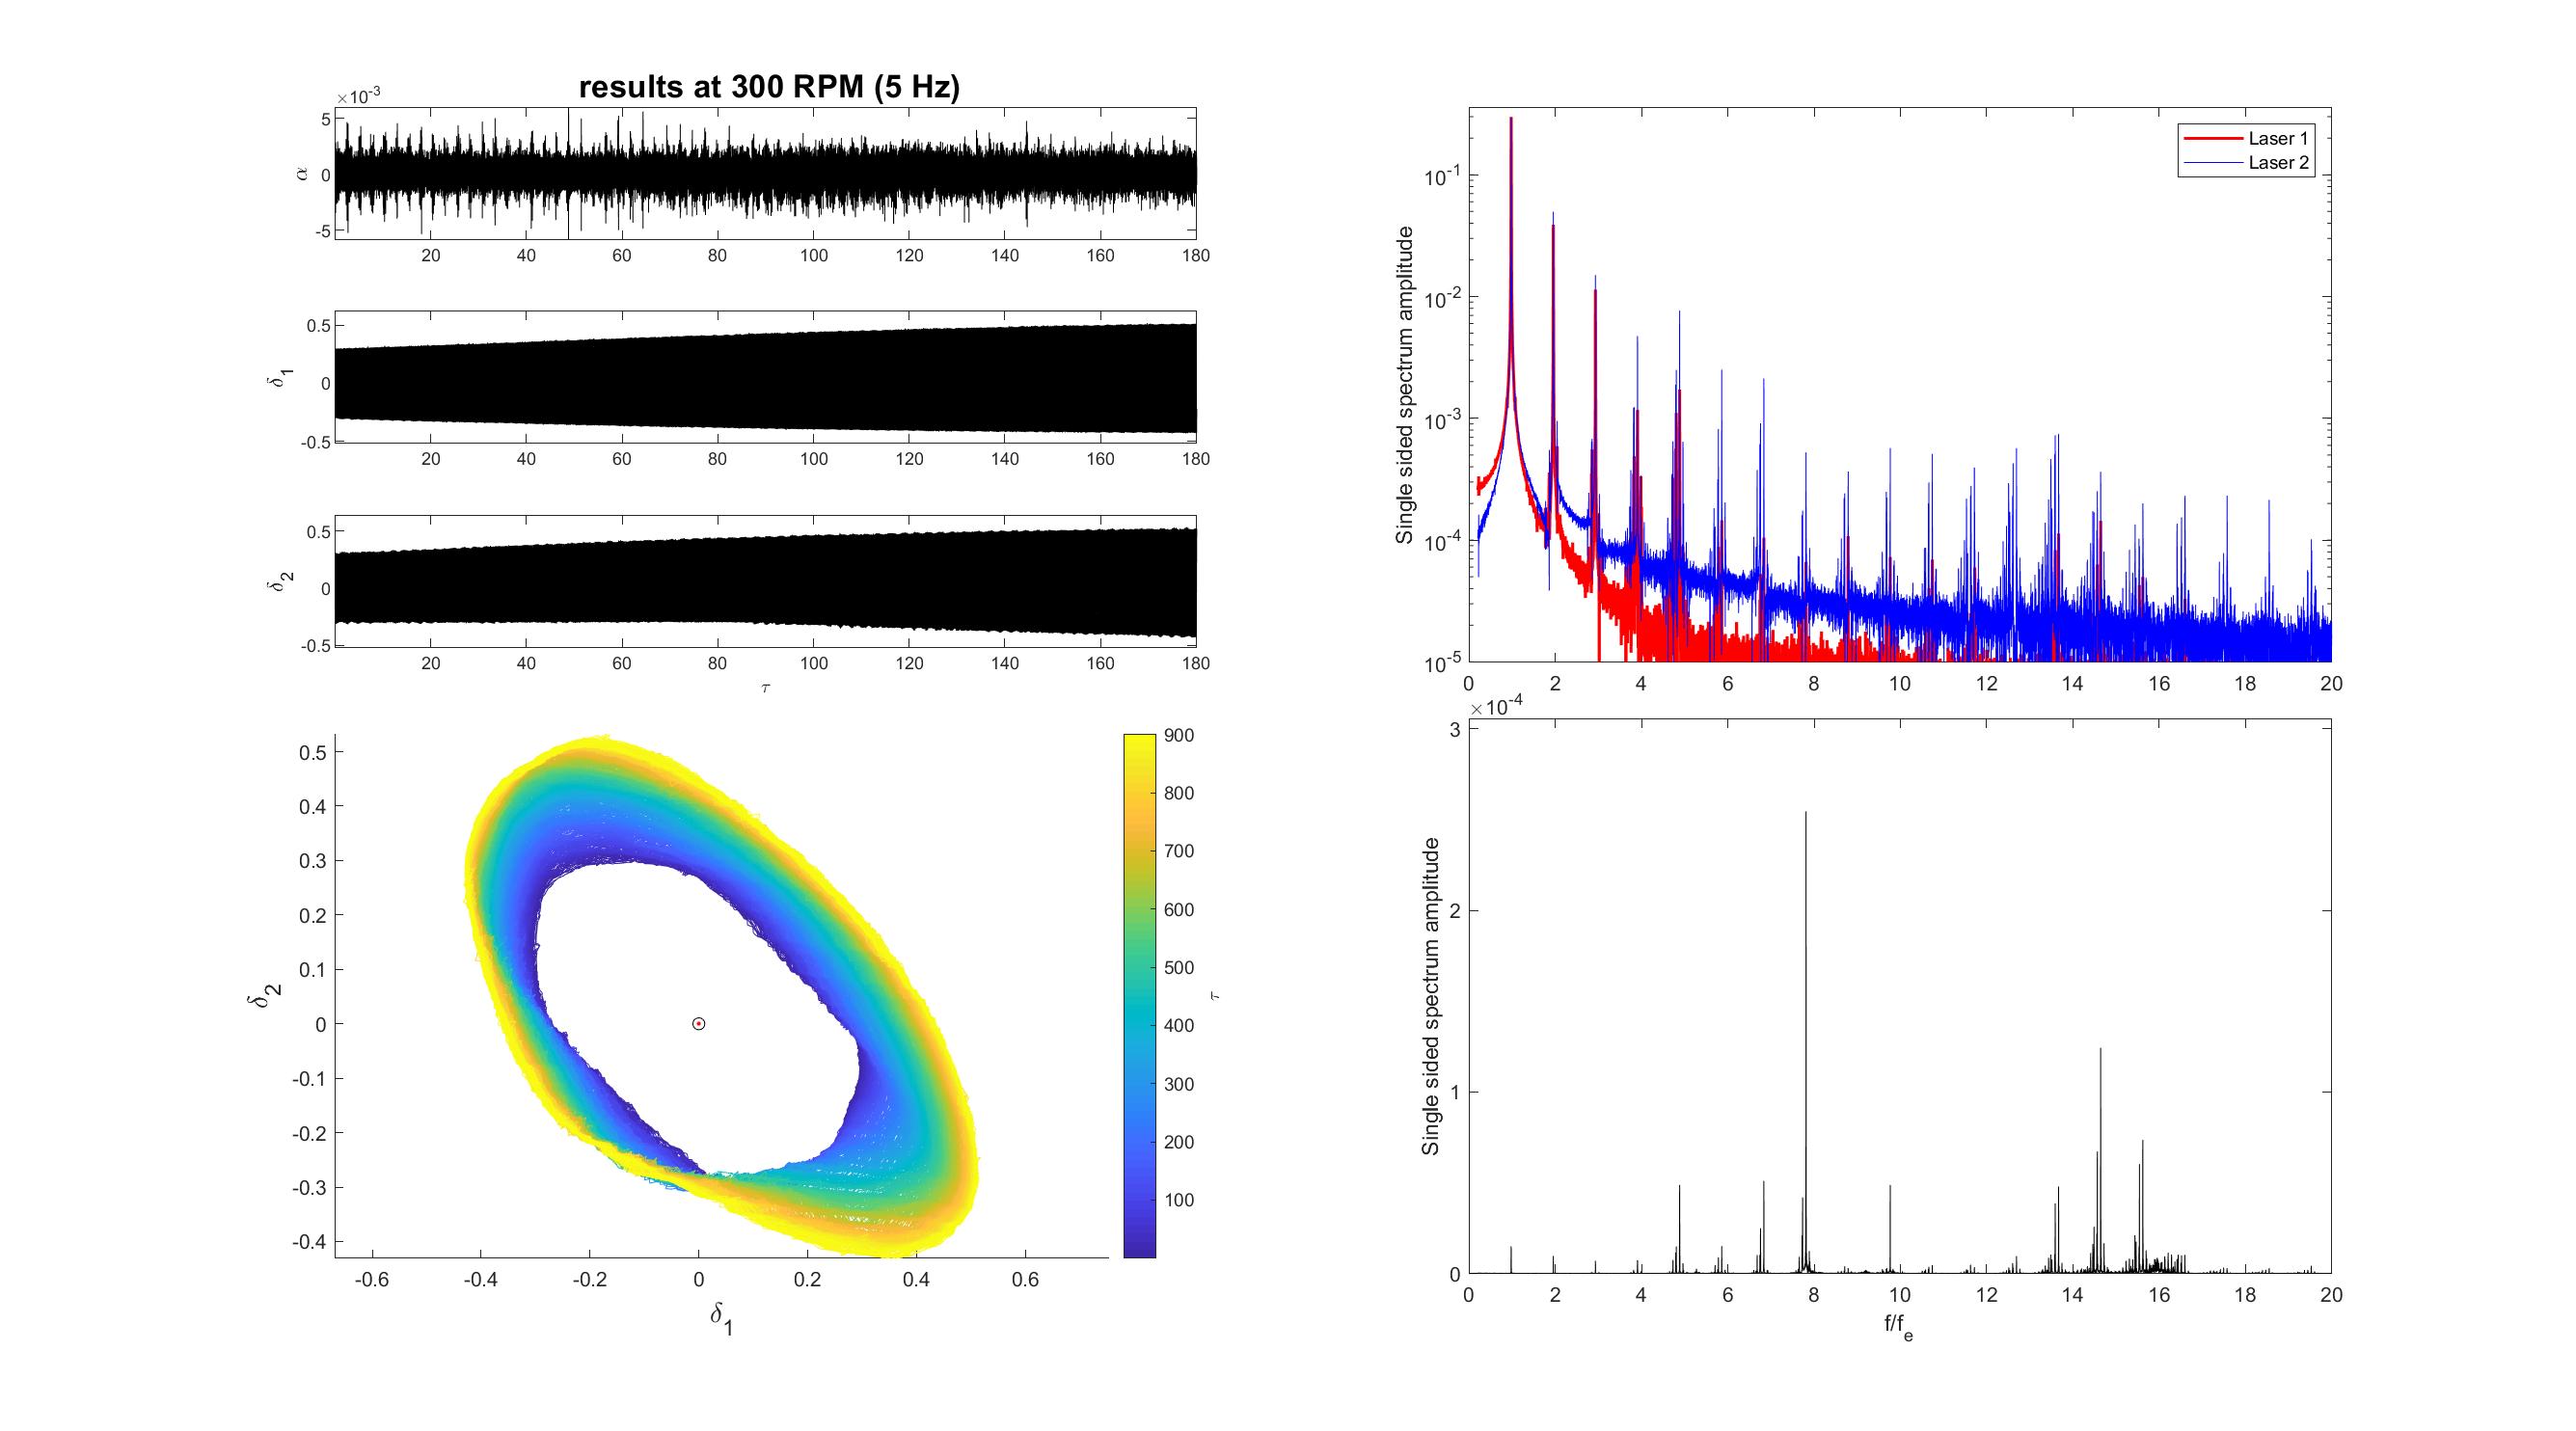 results at 300 RPM (5 Hz)
×10-3
5
0
-5
α
20 40 60 80 100 120 140 160 180
0.5
0
-0.5
δ1
20 40 60 80 100 120 140 160 180
0.5
0
-0.5
δ2
20 40 60 80 100 120 140 160 180
τ
0.5
0.4
0.3
0.2
0.1
0
-0.1
-0.2
-0.3
-0.4
δ2
-0.6 -0.4 -0.2 0 0.2 0.4 0.6
δ1
900
800
700
600
500
400
300
200
100
τ
Laser 1
Laser 2
10-1
10-2
10-3
10-4
10-5
Single sided spectrum amplitude
0 2 4 6 8 10 12 14 16 18 20
×10-4
3
2
1
0
Single sided spectrum amplitude
0 2 4 6 8 10 12 14 16 18 20
f/fe